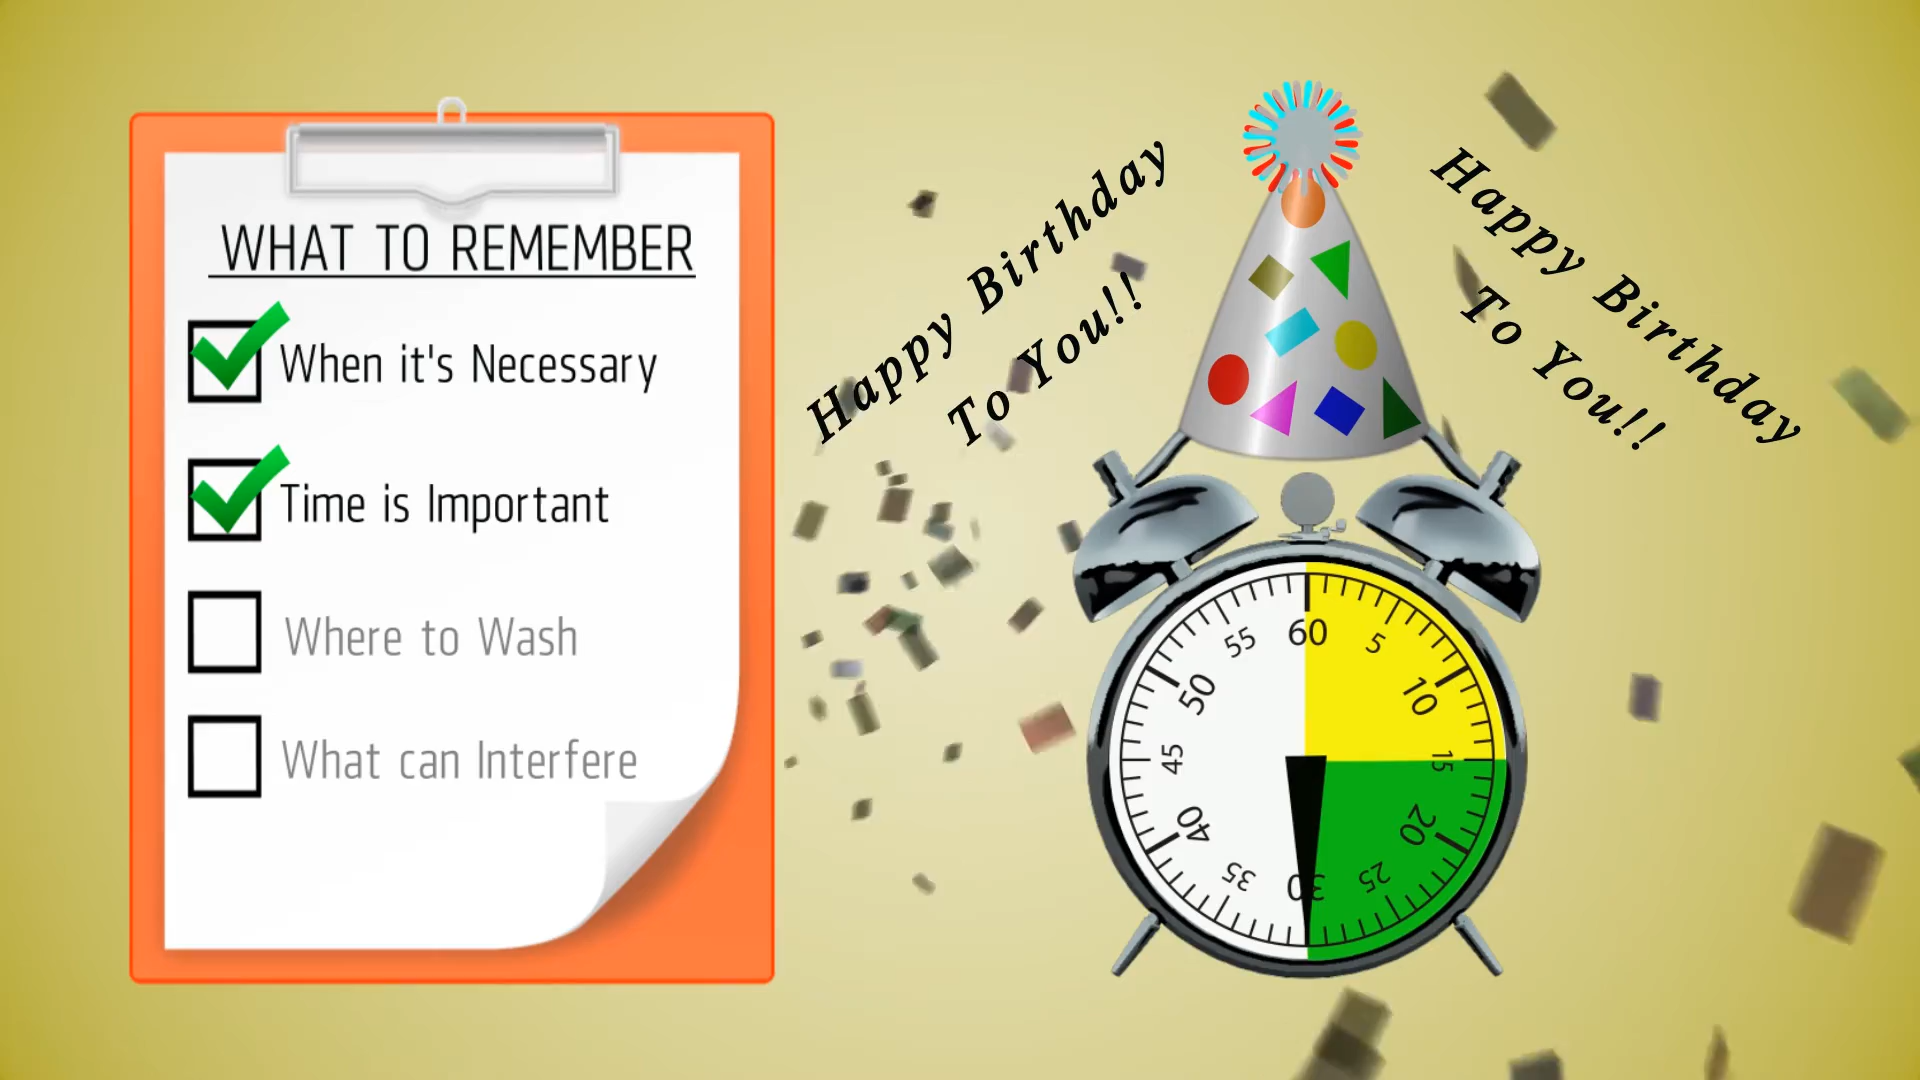 WHAT TO REMEMBER
When it's Necessary
Time is Important
Where to Wash
What can Interfere
Happy Birthday
To You!!
Happy Birthday
To You!!
60
5
10
15
20
25
30
35
40
45
50
55